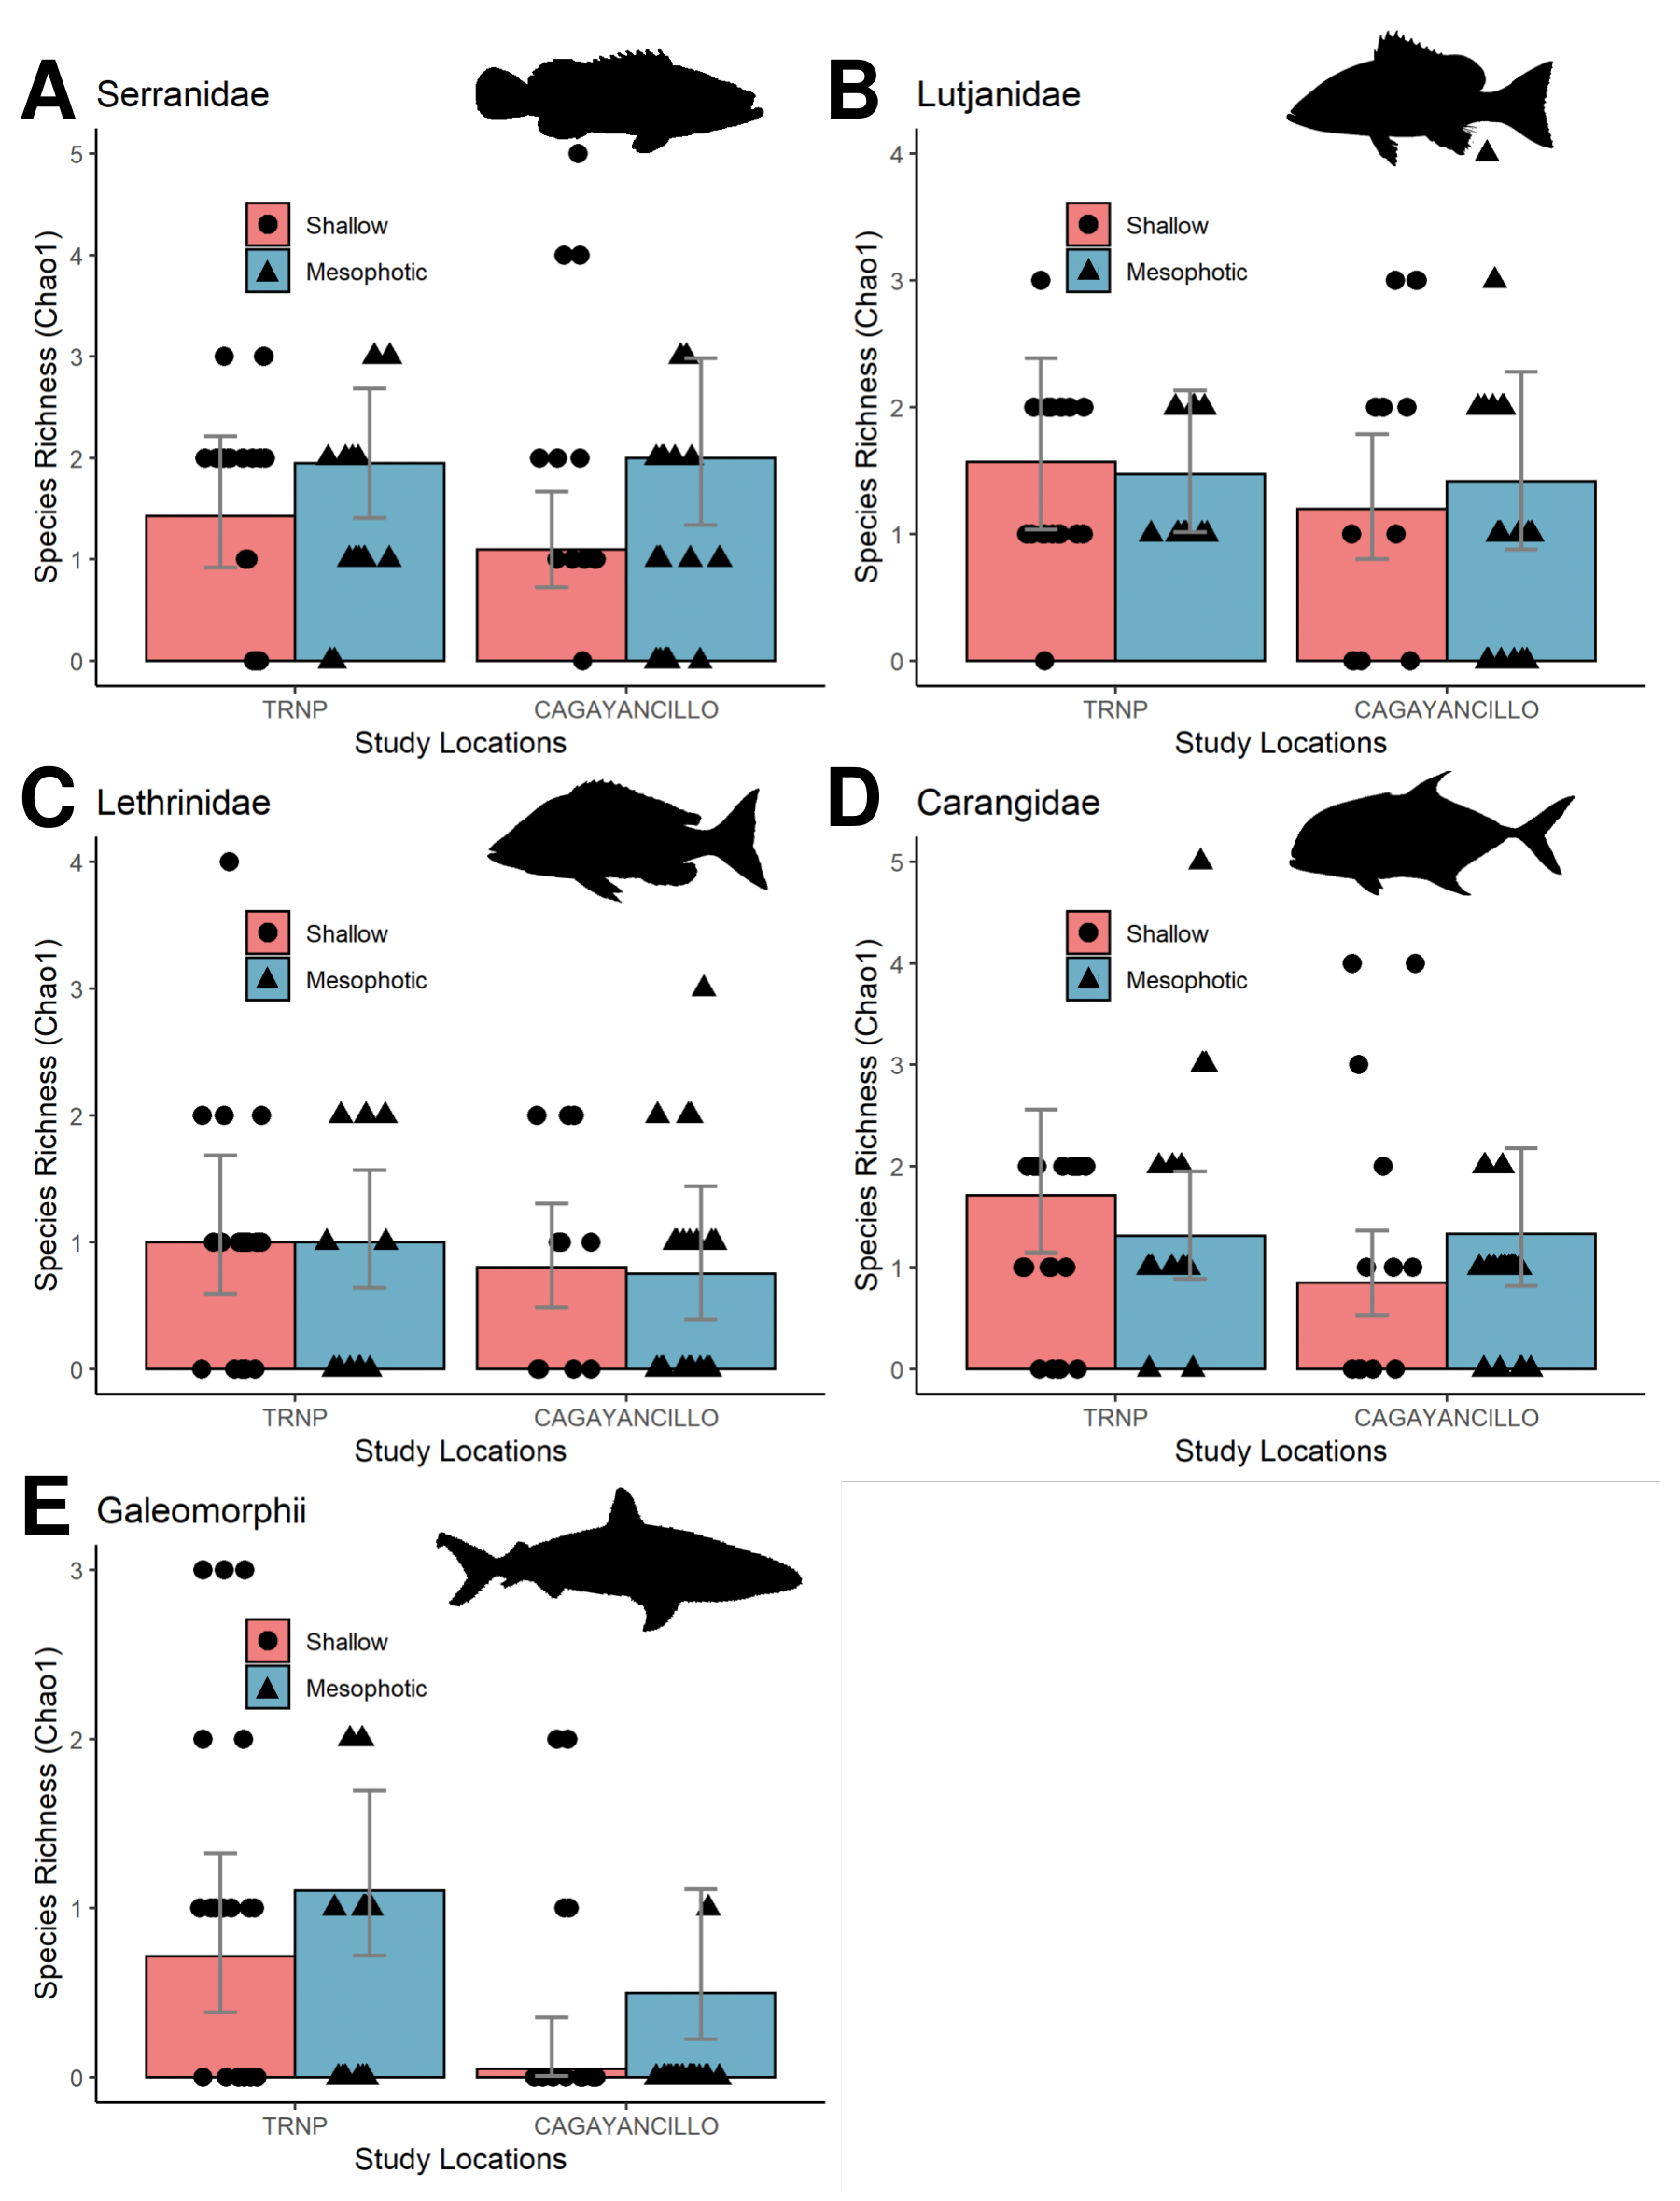 A Serranidae
Species Richness (Chao1)
5
4
3
2
1
0
Shallow
Mesophotic
TRNP CAGAYANCILLO
Study Locations
B Lutjanidae
Species Richness (Chao1)
4
3
2
1
0
Shallow
Mesophotic
TRNP CAGAYANCILLO
Study Locations
C Lethrinidae
Species Richness (Chao1)
4
3
2
1
0
Shallow
Mesophotic
TRNP CAGAYANCILLO
Study Locations
D Carangidae
Species Richness (Chao1)
5
4
3
2
1
0
Shallow
Mesophotic
TRNP CAGAYANCILLO
Study Locations
E Galeomorphii
Species Richness (Chao1)
3
2
1
0
Shallow
Mesophotic
TRNP CAGAYANCILLO
Study Locations